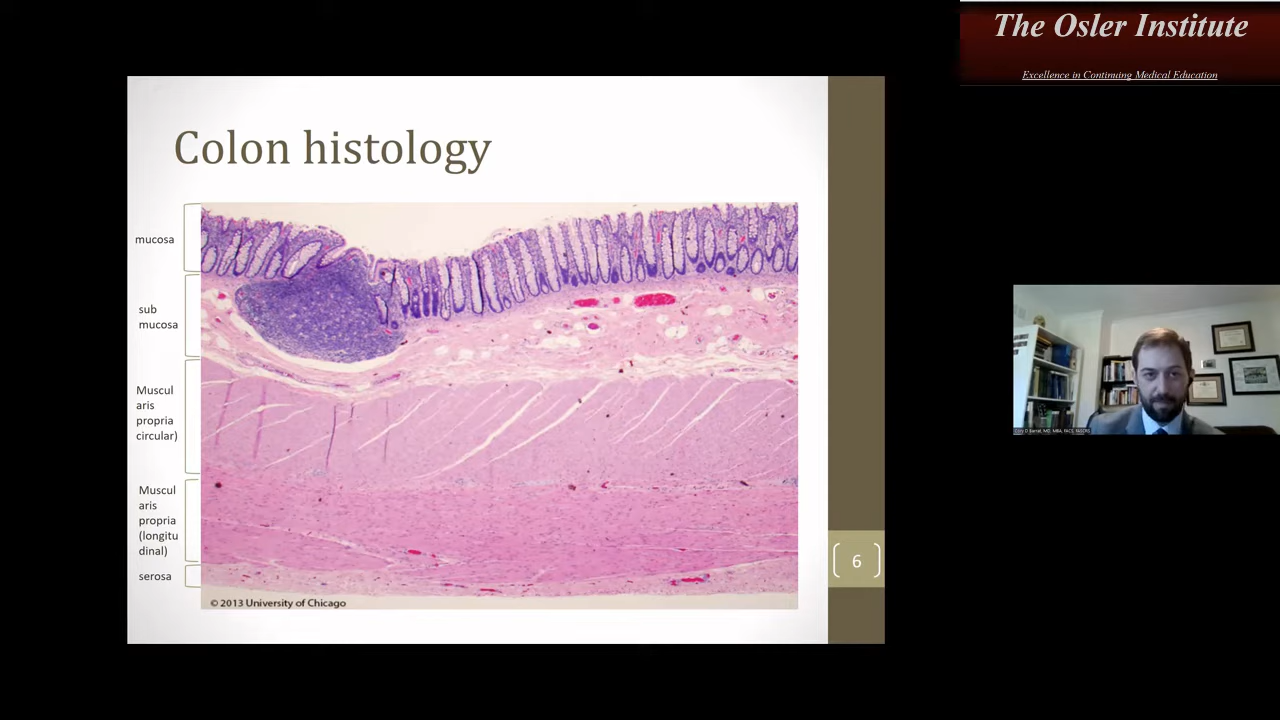 The Osler Institute
Excellence in Continuing Medical Education
Colon histology
mucosa
sub
mucosa
Muscul
aris
propria
circular)
Muscul
aris
propria
(longitu
dinal)
serosa
© 2013 University of Chicago
6